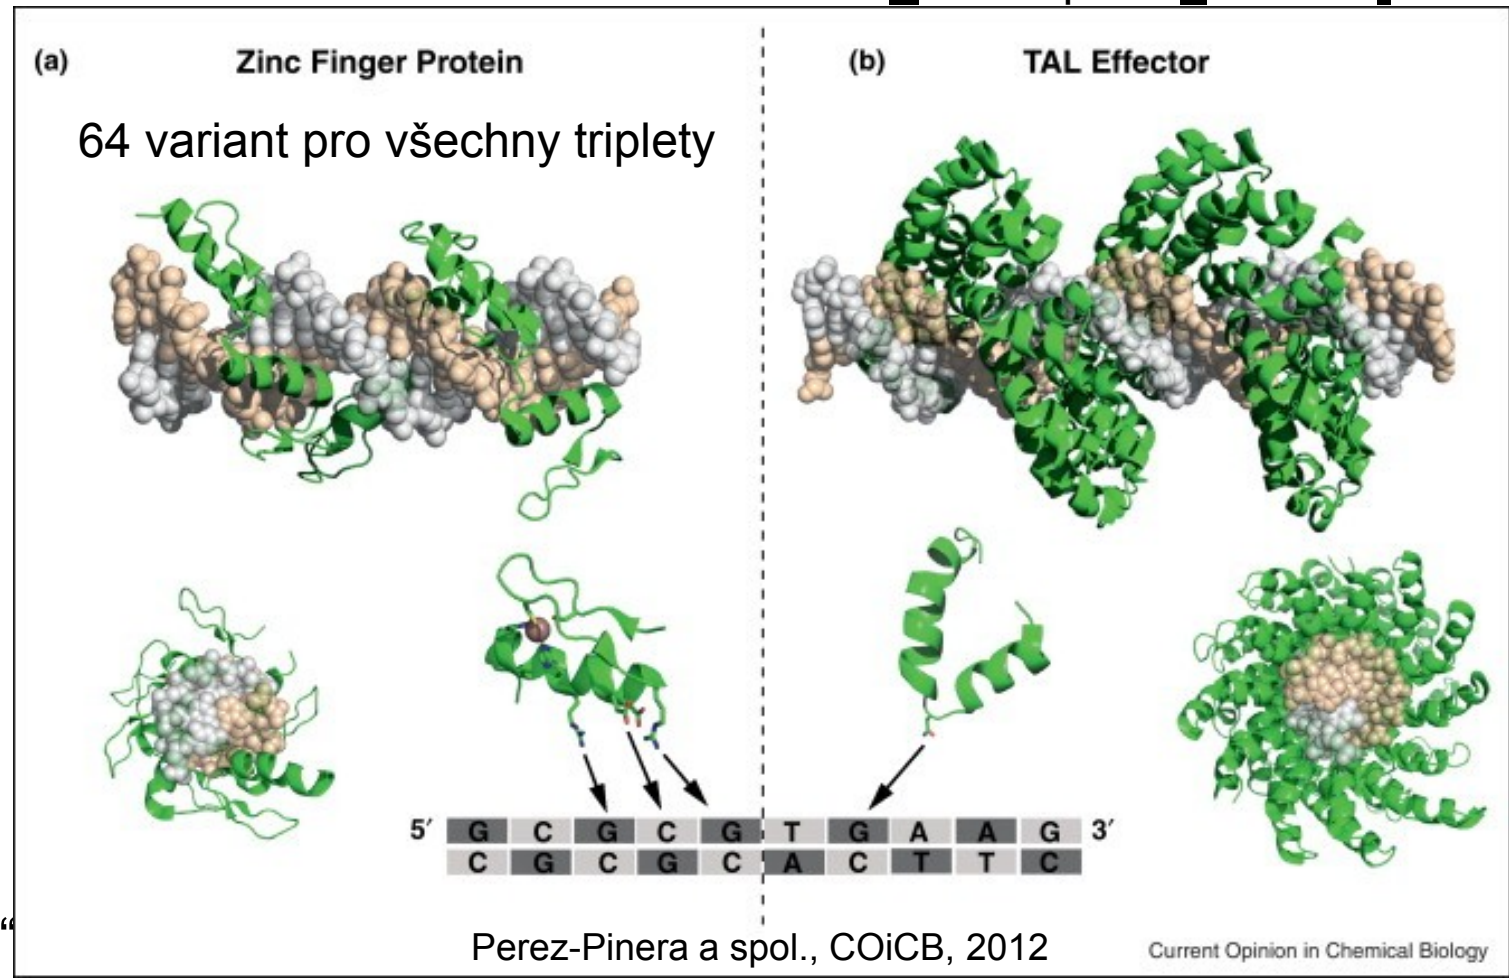 (a) Zinc Finger Protein
64 variant pro všechny triplety
(b) TAL Effector
5′ G C G C G T G A A G 3′
C G C G C A C T T C
“
Perez-Pinera a spol., COiCB, 2012
Current Opinion in Chemical Biology